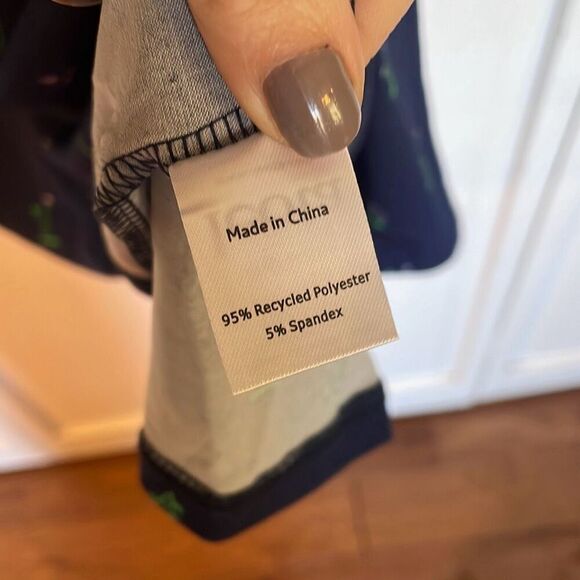 Made in China
95% Recycled Polyester
5% Spandex